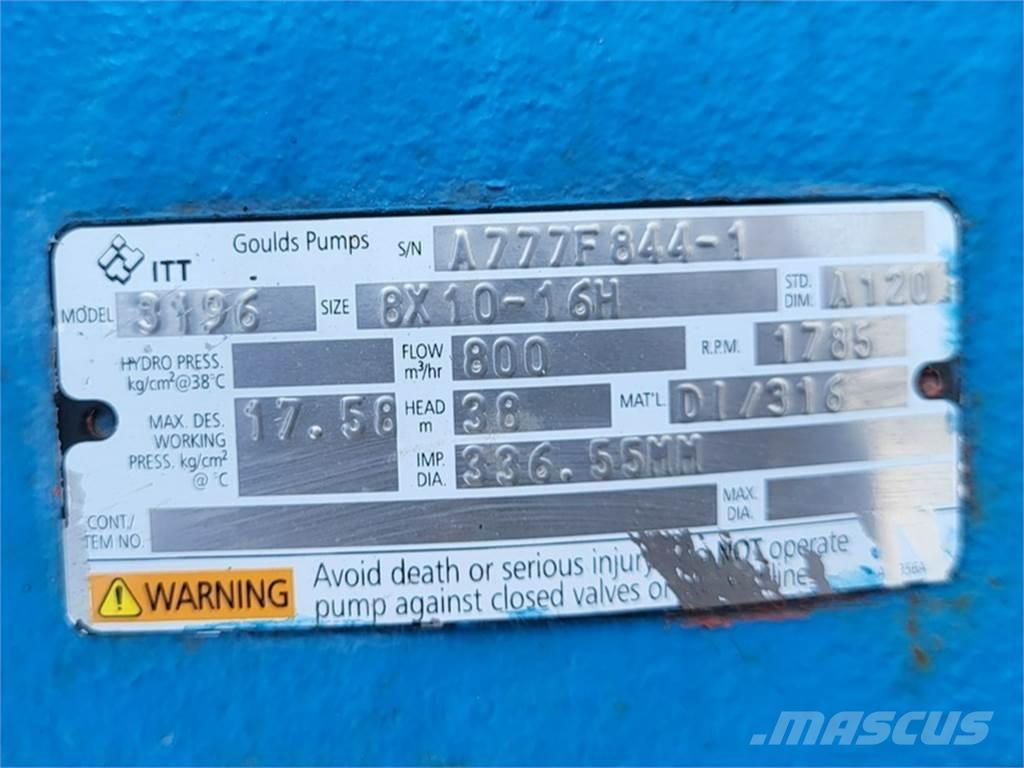 ITT Goulds Pumps S/N A777F844-1
MODEL 3196 SIZE 8X10-16H STD. DIM. A120
HYDRO PRESS. kg/cm²@38°C FLOW m³/hr 800 R.P.M. 1785
MAX. DES. WORKING PRESS. kg/cm² @ °C 17.58 HEAD m 38 MAT'L. DI/316
IMP. DIA. 336.55MM
CONT./ TEM NO. MAX. DIA.
WARNING Avoid death or serious injury NOT operate
pump against closed valves or line
MASCUS